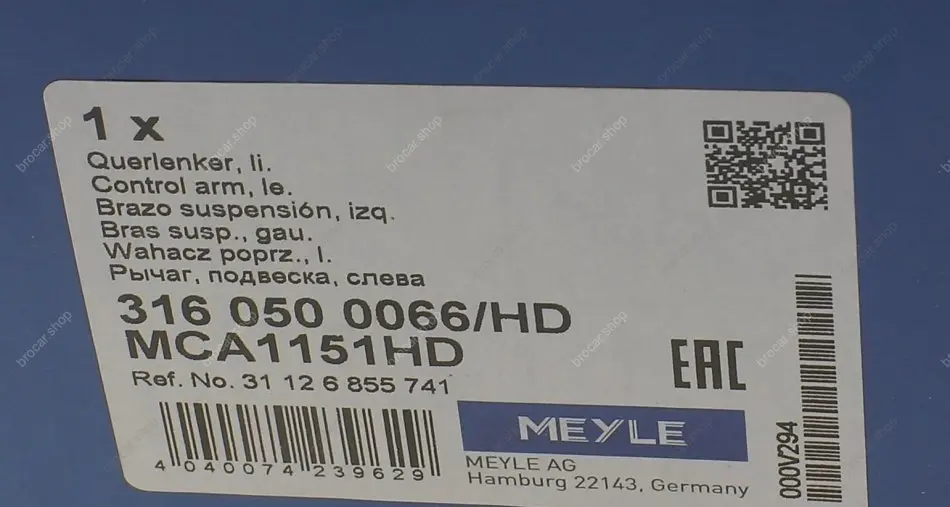 1 x
Querlenker, li.
Control arm, le.
Brazo suspensión, izq.
Bras susp., gau.
Wahacz poprz., l.
Рычаг, подвеска, слева
316 050 0066/HD
MCA1151HD
Ref. No. 31 12 6 855 741
EAC
4 040074 239629
MEYLE
MEYLE AG
Hamburg 22143, Germany
000V294
brocar.shop